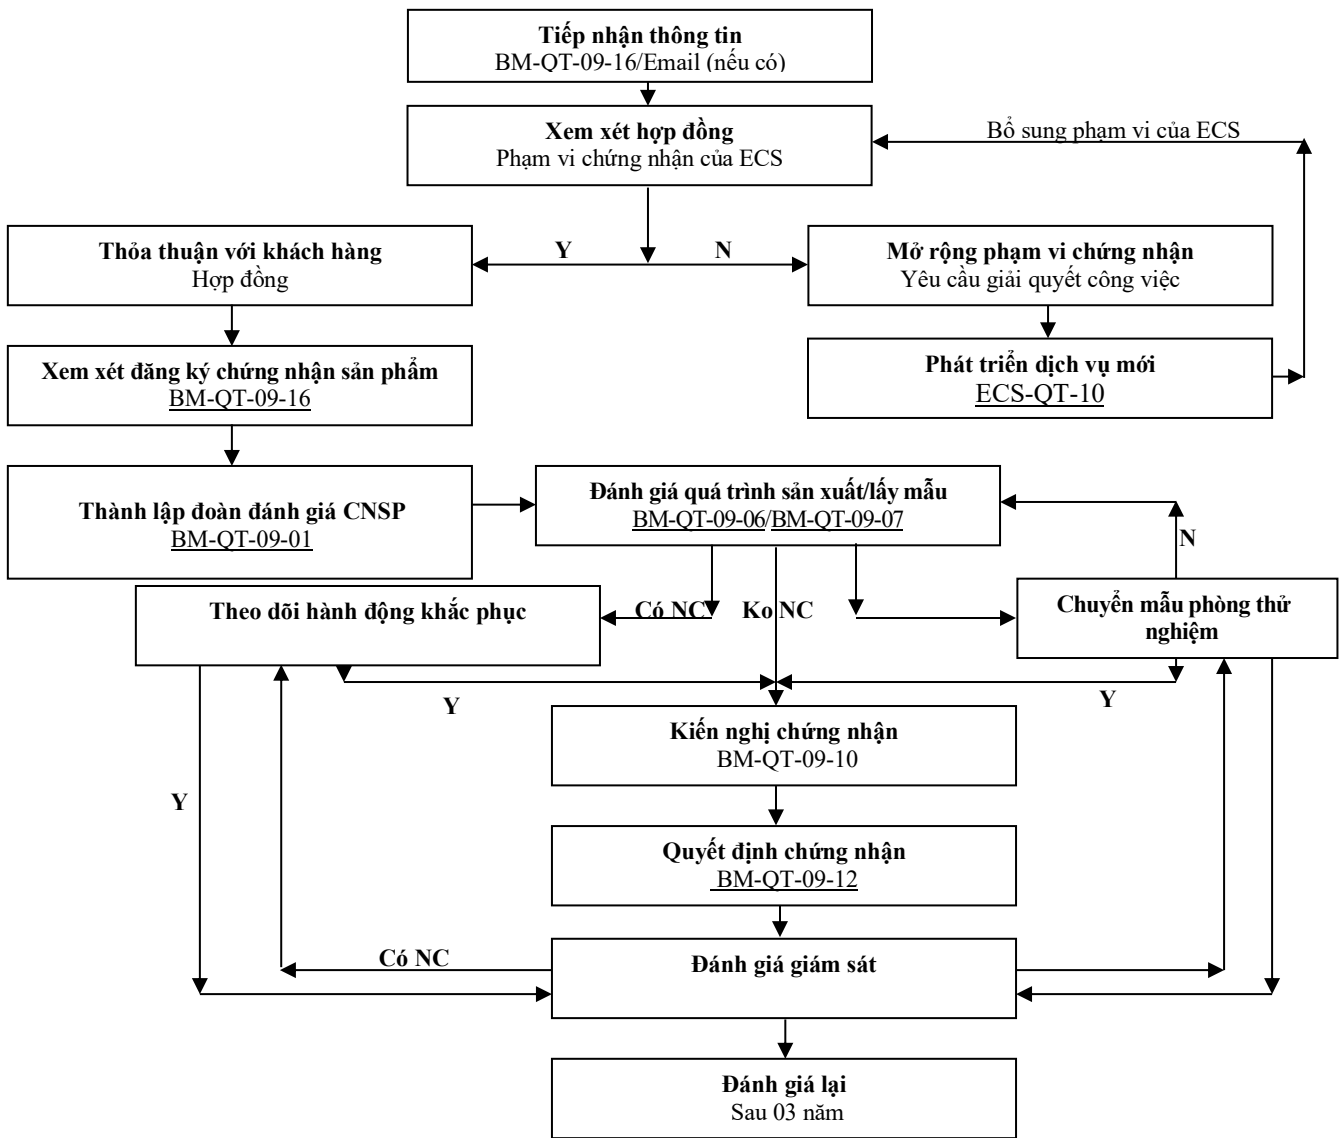 Tiếp nhận thông tin
BM-QT-09-16/Email (nếu có)
Xem xét hợp đồng
Phạm vi chứng nhận của ECS
Bổ sung phạm vi của ECS
Thỏa thuận với khách hàng
Hợp đồng
Y
N
Mở rộng phạm vi chứng nhận
Yêu cầu giải quyết công việc
Xem xét đăng ký chứng nhận sản phẩm
BM-QT-09-16
Phát triển dịch vụ mới
ECS-QT-10
Thành lập đoàn đánh giá CNSP
BM-QT-09-01
Đánh giá quá trình sản xuất/lấy mẫu
BM-QT-09-06/BM-QT-09-07
N
Theo dõi hành động khắc phục
Có NC
Ko NC
Chuyển mẫu phòng thử
nghiệm
Y
Y
Kiến nghị chứng nhận
BM-QT-09-10
Y
Quyết định chứng nhận
BM-QT-09-12
Có NC
Đánh giá giám sát
Đánh giá lại
Sau 03 năm